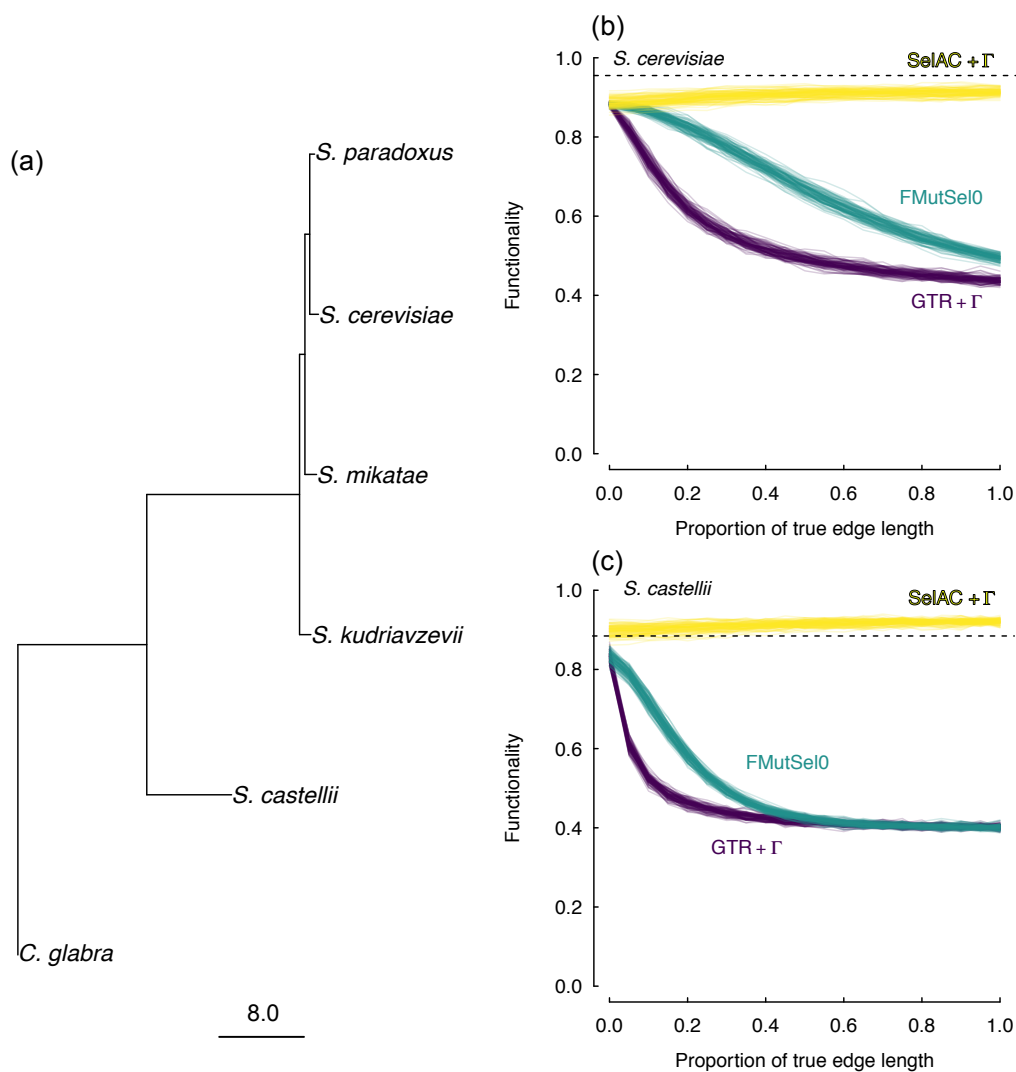 (a)
S. paradoxus
S. cerevisiae
S. mikatae
S. kudriavzevii
S. castellii
C. glabra
8.0
(b)
S. cerevisiae
SelAC + Γ
FMutSel0
GTR + Γ
Functionality
1.0
0.8
0.6
0.4
0.2
0.0
0.0 0.2 0.4 0.6 0.8 1.0
Proportion of true edge length
(c)
S. castellii
SelAC + Γ
FMutSel0
GTR + Γ
Functionality
1.0
0.8
0.6
0.4
0.2
0.0
0.0 0.2 0.4 0.6 0.8 1.0
Proportion of true edge length